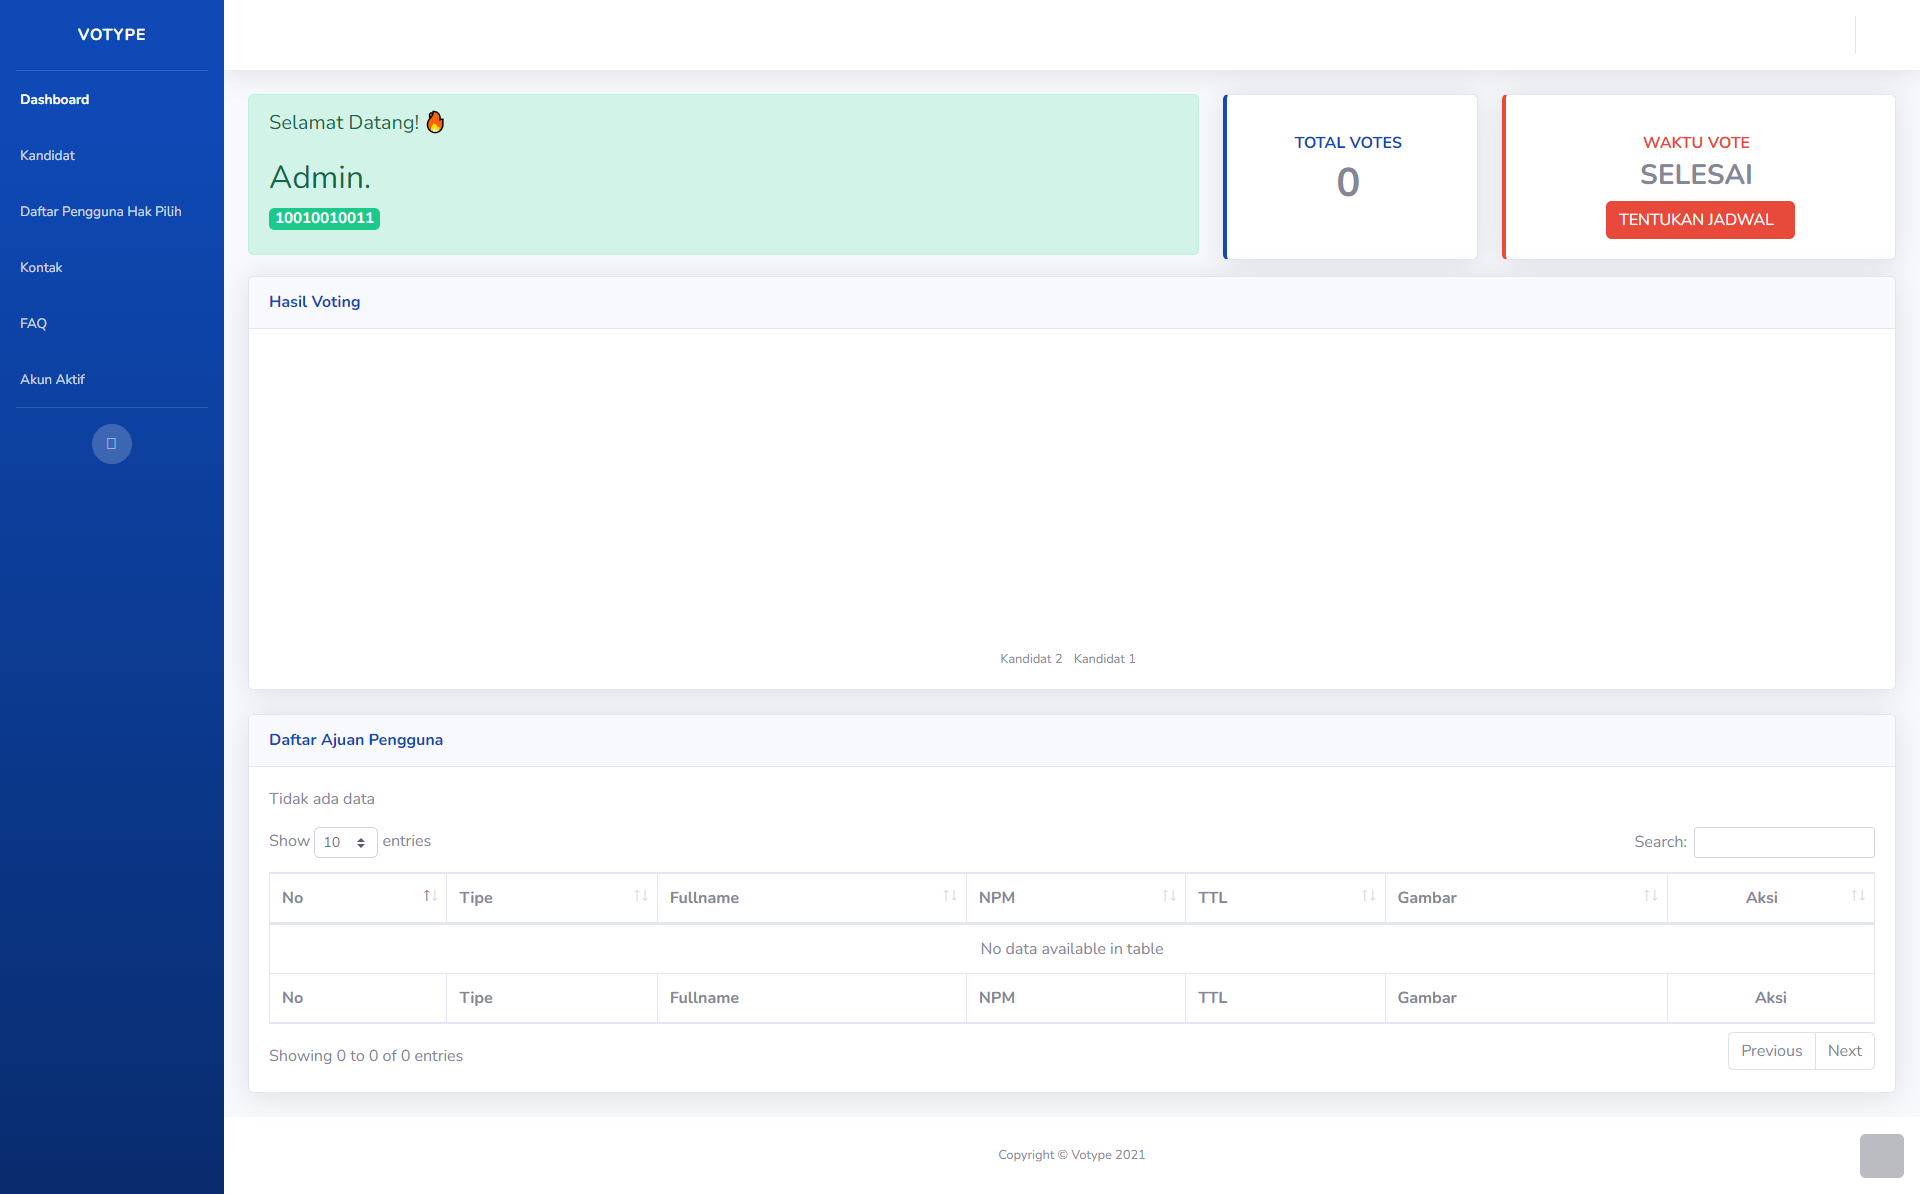 VOTYPE
Dashboard
Kandidat
Daftar Pengguna Hak Pilih
Kontak
FAQ
Akun Aktif
Selamat Datang! 🔥
Admin.
10010010011
TOTAL VOTES
0
WAKTU VOTE
SELESAI
TENTUKAN JADWAL
Hasil Voting
Kandidat 2 Kandidat 1
Daftar Ajuan Pengguna
Tidak ada data
Show 10 entries
Search:
No Tipe Fullname NPM TTL Gambar Aksi
No data available in table
No Tipe Fullname NPM TTL Gambar Aksi
Showing 0 to 0 of 0 entries
Previous Next
Copyright © Votype 2021